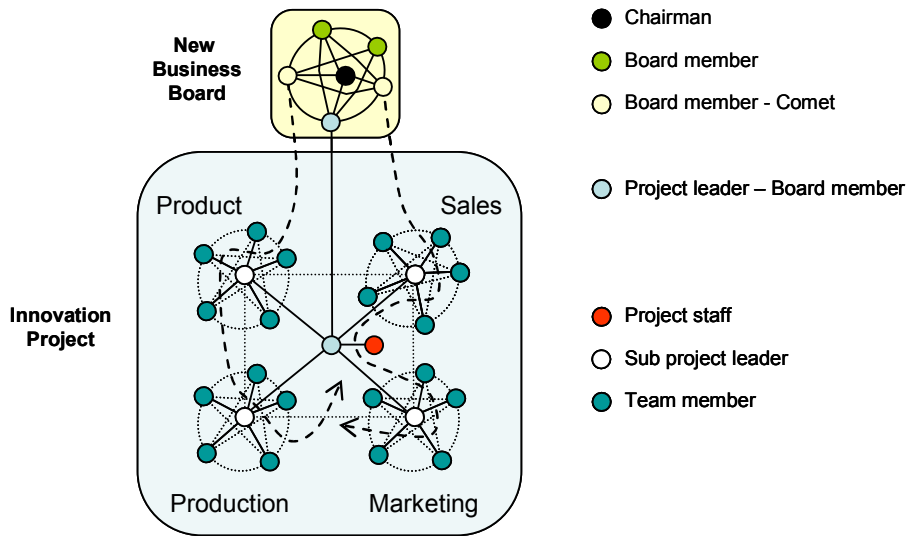 New
Business
Board
Chairman
Board member
Board member - Comet
Project leader – Board member
Product
Sales
Innovation
Project
Project staff
Sub project leader
Team member
Production
Marketing